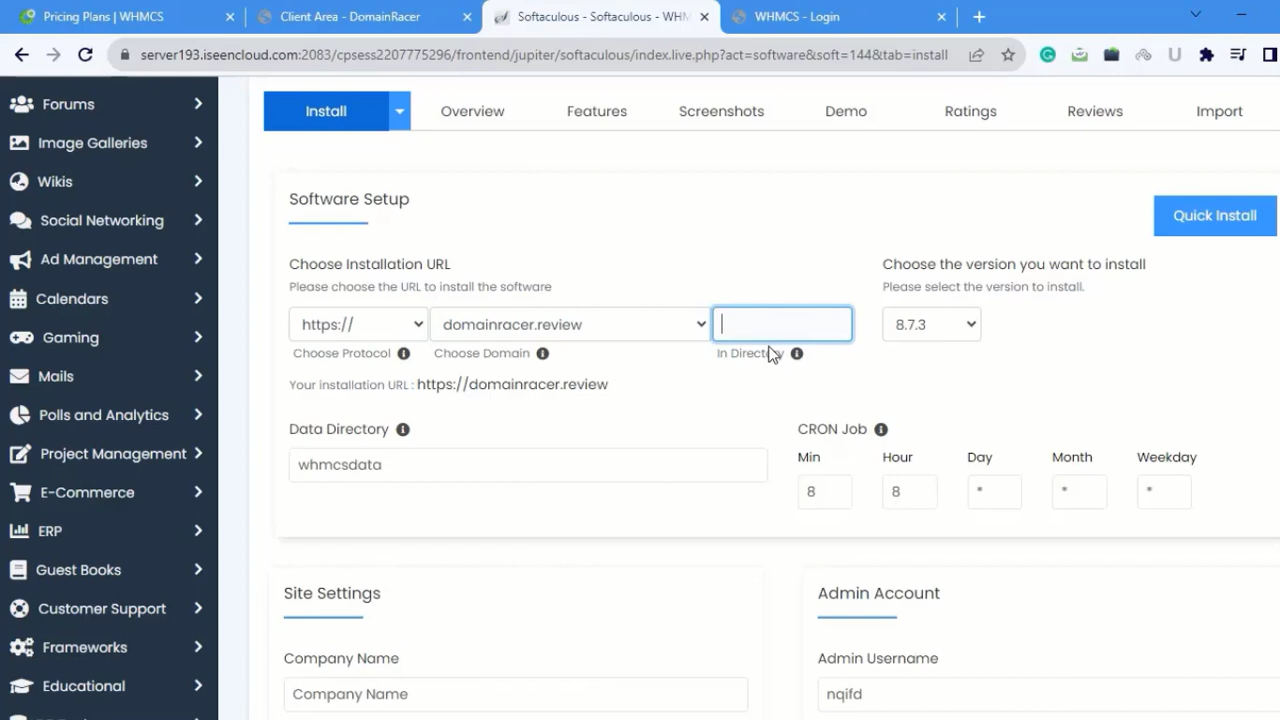 Pricing Plans | WHMCS
Client Area - DomainRacer
Softaculous - Softaculous - WHM
WHMCS - Login
server193.iseencloud.com:2083/cpsess2207775296/frontend/jupiter/softaculous/index.live.php?act=software&soft=144&tab=install
Forums
Image Galleries
Wikis
Social Networking
Ad Management
Calendars
Gaming
Mails
Polls and Analytics
Project Management
E-Commerce
ERP
Guest Books
Customer Support
Frameworks
Educational
Install Overview Features Screenshots Demo Ratings Reviews Import
Software Setup
Quick Install
Choose Installation URL
Please choose the URL to install the software
https:// domainracer.review
Choose Protocol Choose Domain In Directory
Your installation URL : https://domainracer.review
Choose the version you want to install
Please select the version to install.
8.7.3
Data Directory
whmcsdata
CRON Job
Min Hour Day Month Weekday
8 8 * * *
Site Settings
Company Name
Company Name
Admin Account
Admin Username
nqifd